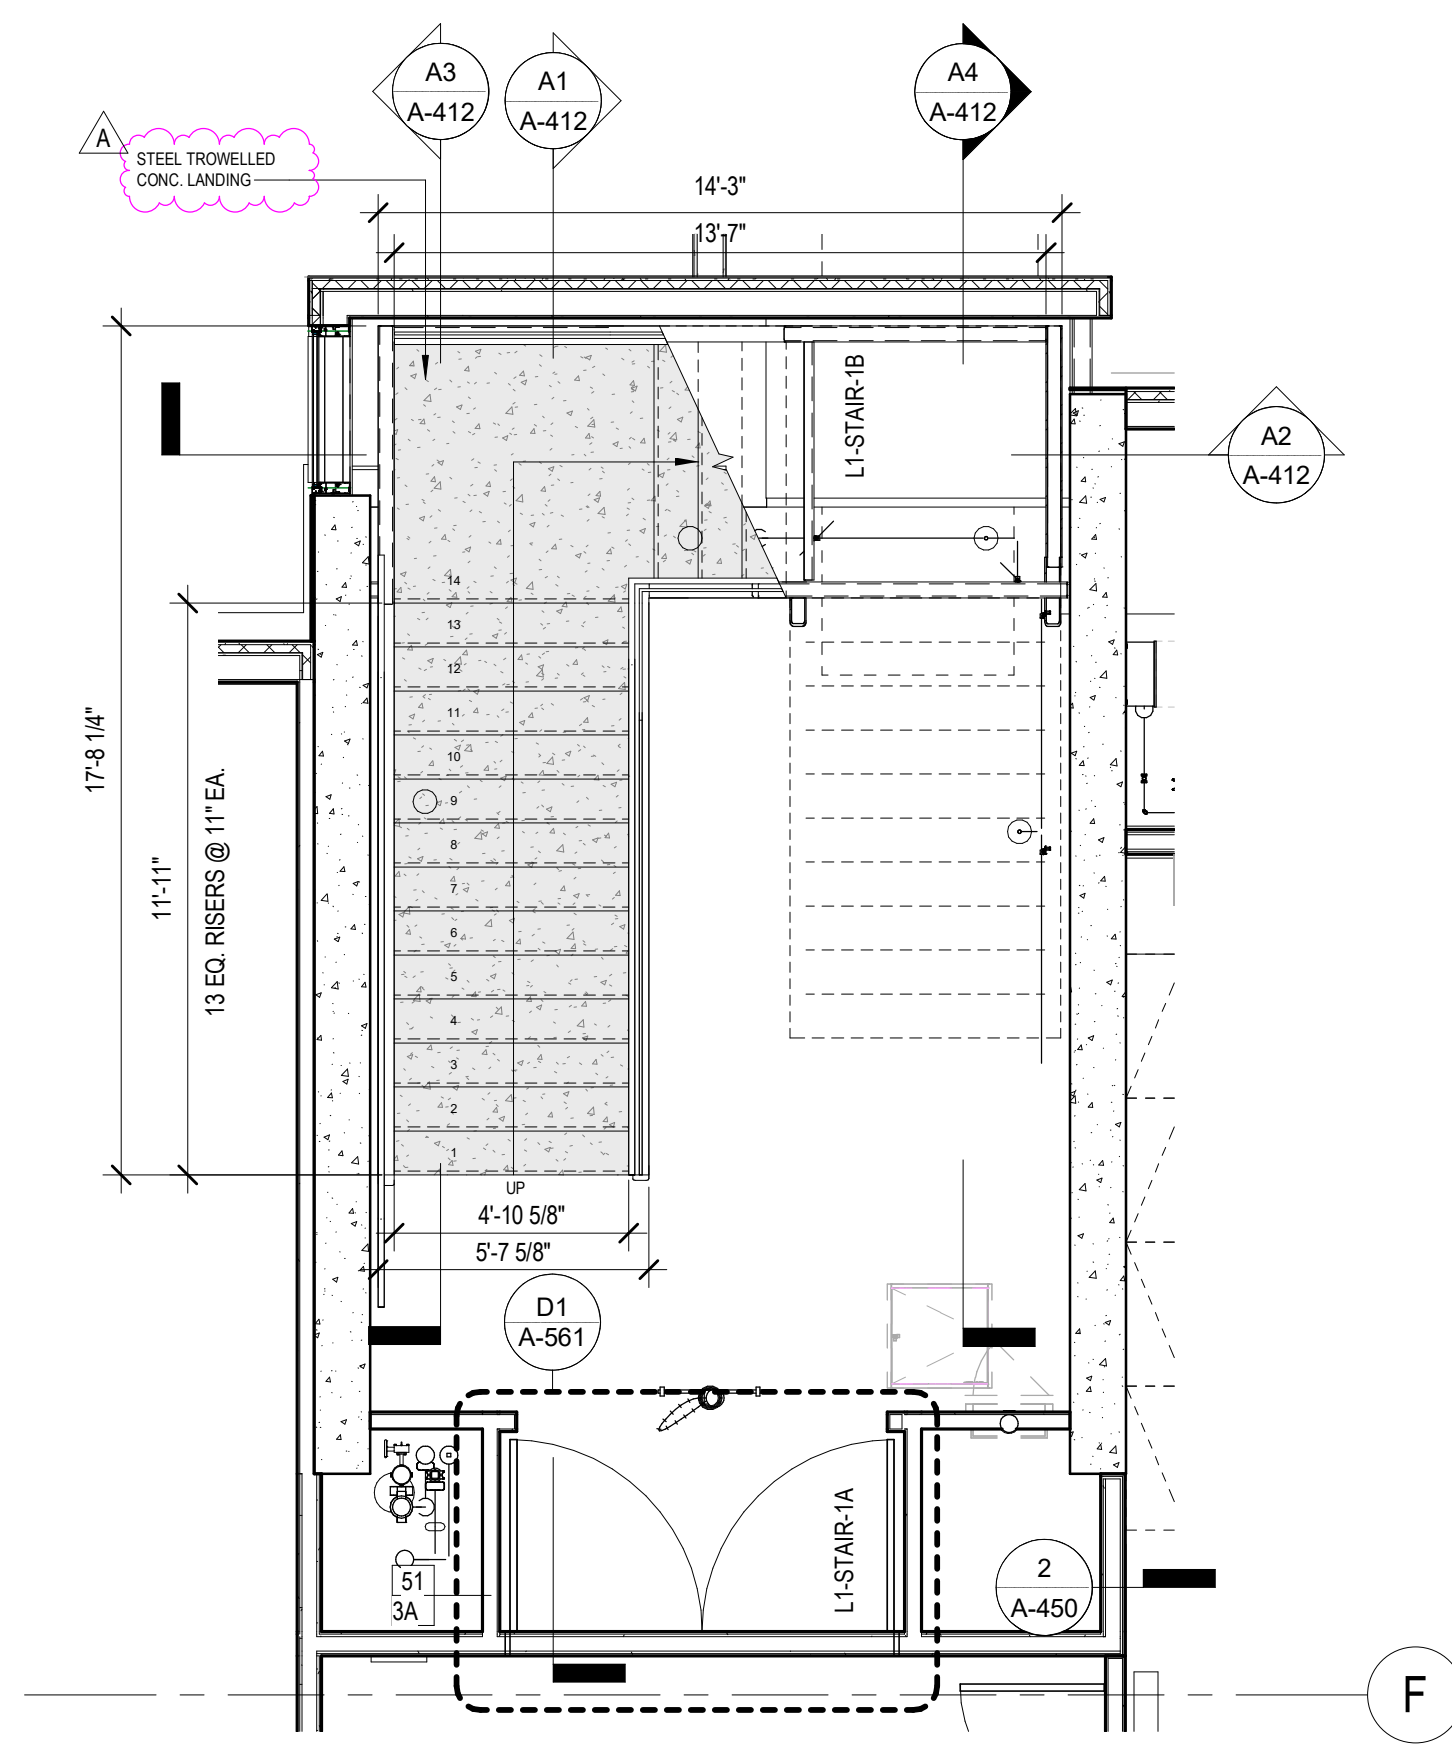 A3
A-412
A1
A-412
A4
A-412
A
STEEL TROWELLED
CONC. LANDING
14'-3"
13'-7"
L1-STAIR-1B
A2
A-412
17'-8 1/4"
11'-11"
13 EQ. RISERS @ 11" EA.
14
13
12
11
10
9
8
7
6
5
4
3
2
1
UP
4'-10 5/8"
5'-7 5/8"
D1
A-561
L1-STAIR-1A
51
3A
2
A-450
F